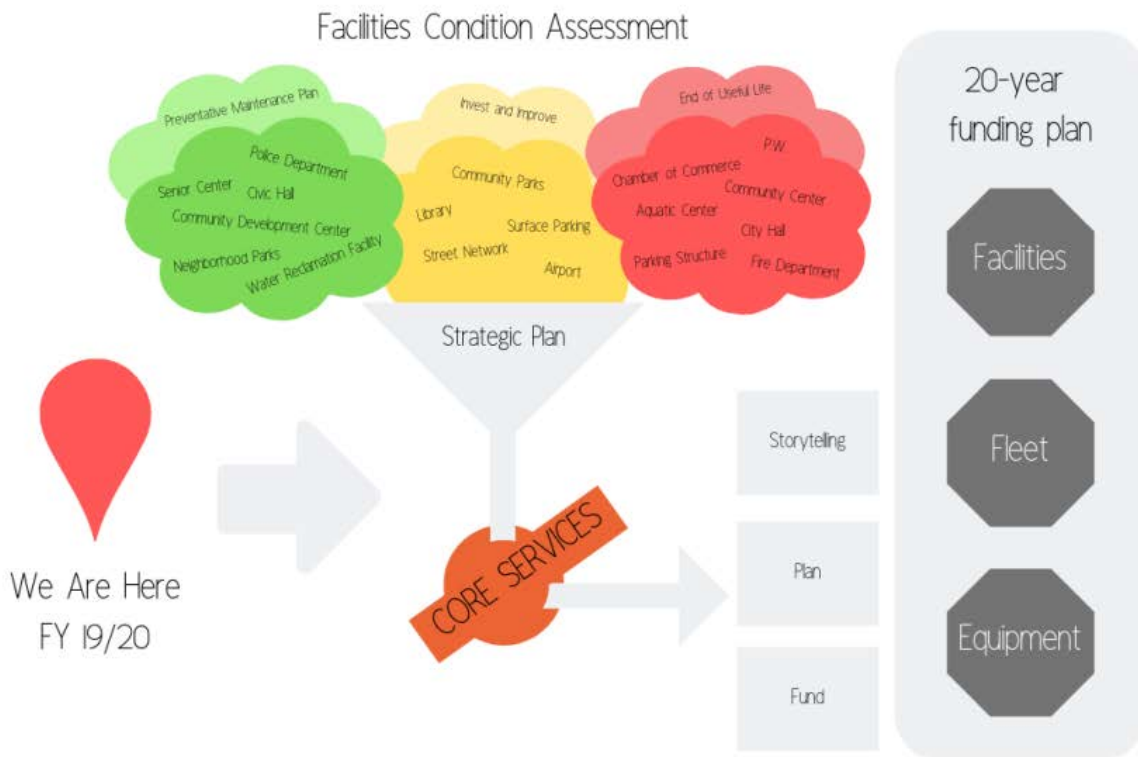 Facilities Condition Assessment
Preventative Maintenance Plan
Police Department
Senior Center
Civic Hall
Community Development Center
Neighborhood Parks
Water Reclamation Facility
Invest and Improve
Community Parks
Library
Surface Parking
Street Network
Airport
End of Useful Life
P.W.
Chamber of Commerce
Community Center
Aquatic Center
City Hall
Parking Structure
Fire Department
Strategic Plan
We Are Here
FY 19/20
CORE SERVICES
Storytelling
Plan
Fund
20-year
funding plan
Facilities
Fleet
Equipment